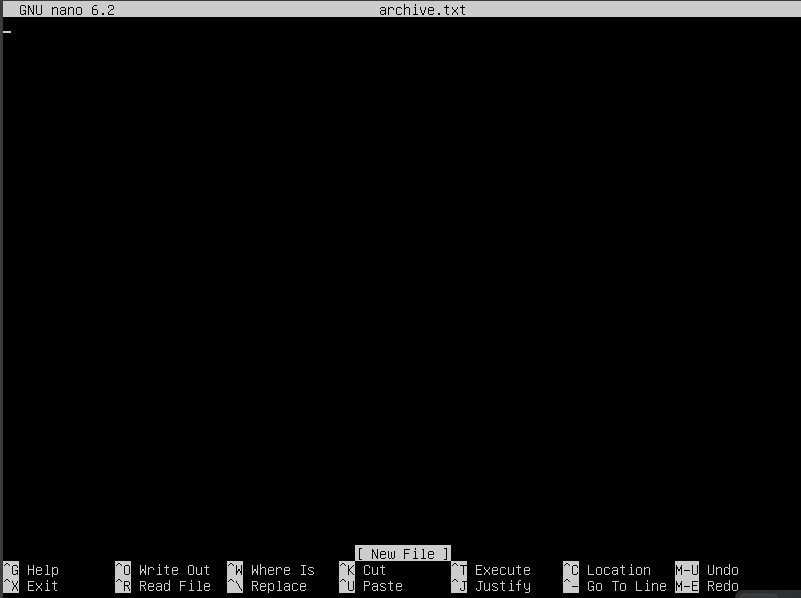 GNU nano 6.2 archive.txt
[ New File ]
^G Help ^O Write Out ^W Where Is ^K Cut ^T Execute ^C Location M-U Undo
^X Exit ^R Read File ^\ Replace ^U Paste ^J Justify ^- Go To Line M-E Redo